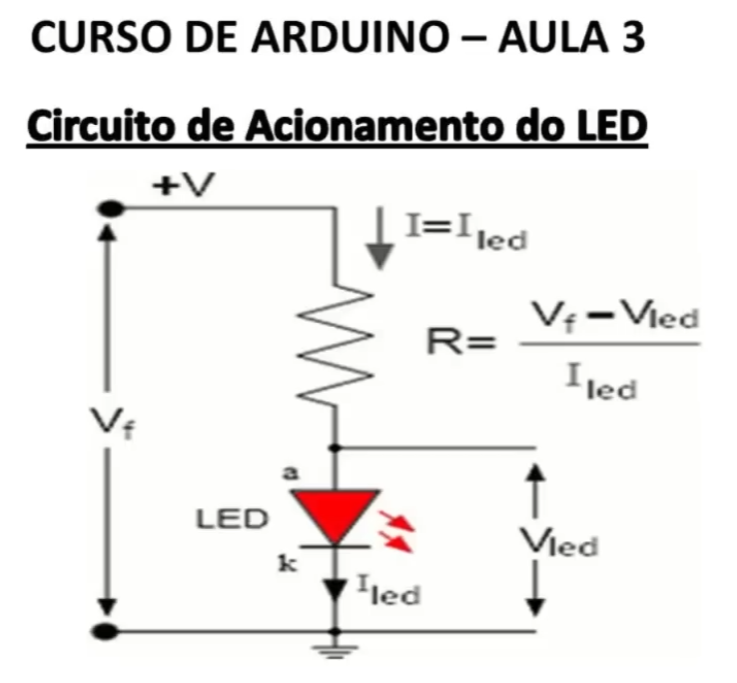 CURSO DE ARDUINO – AULA 3
Circuito de Acionamento do LED
+V
I=Iled
R= Vf – Vled
Iled
Vf
a
LED
Vled
k
Iled